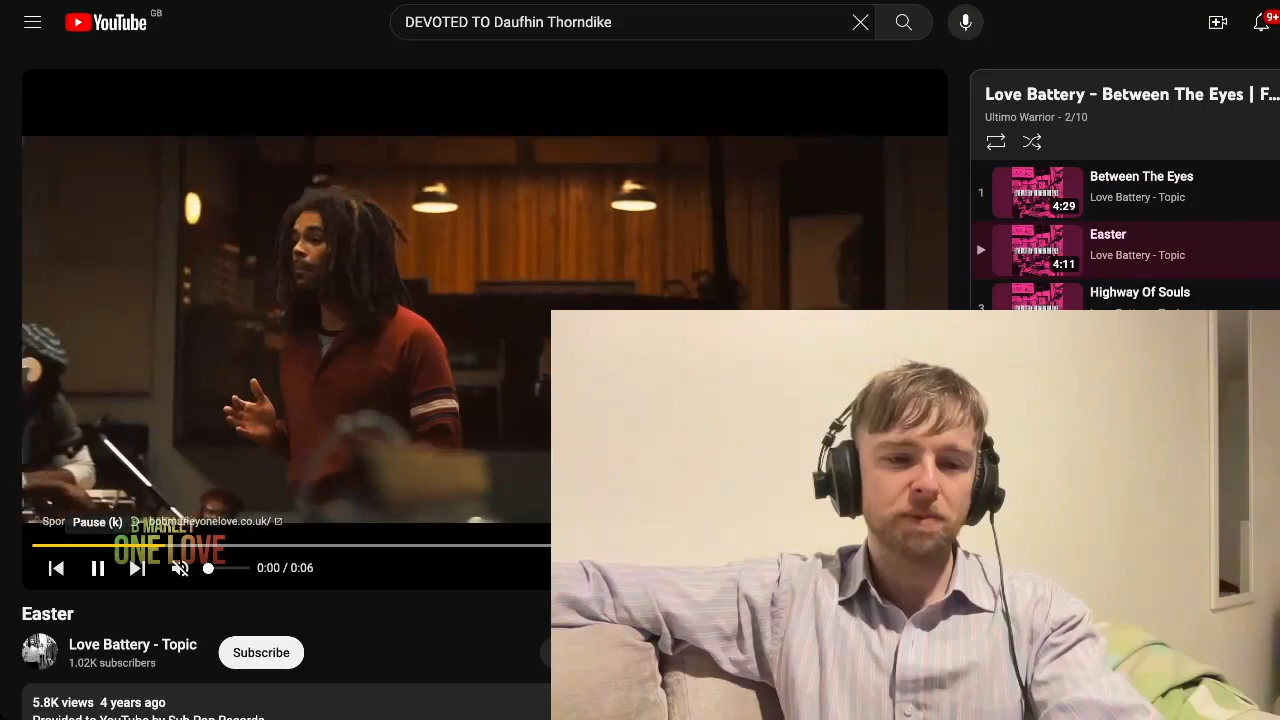 YouTube GB
DEVOTED TO Daufhin Thorndike
9+
Love Battery - Between The Eyes | F...
Ultimo Warrior - 2/10
1
Between The Eyes
Love Battery - Topic
4:29
Easter
Love Battery - Topic
4:11
3
Highway Of Souls
Spor
Pause (k)
bobmarleyonelove.co.uk/
B MARLEY
ONE LOVE
0:00 / 0:06
Easter
Love Battery - Topic
1.02K subscribers
Subscribe
5.8K views 4 years ago
Provided to YouTube by Sub Pop Records